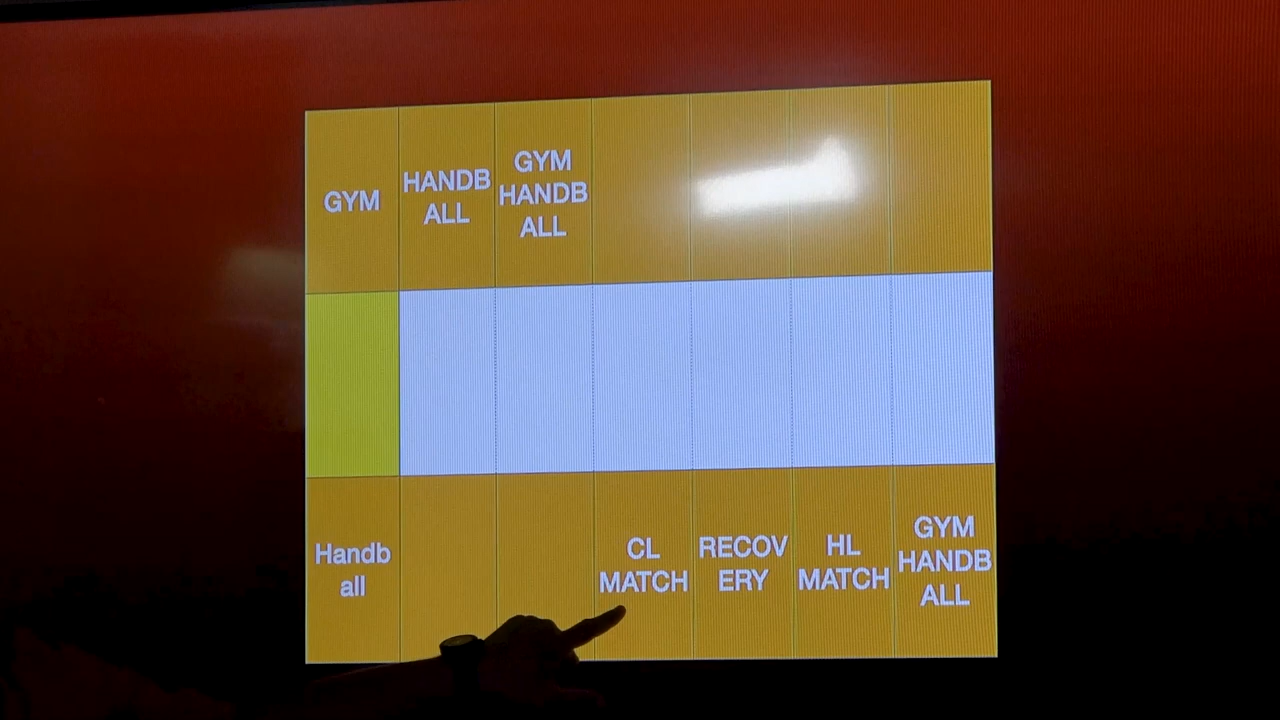 GYM
HANDB
ALL
GYM
HANDB
ALL
Handb
all
CL
MATCH
RECOV
ERY
HL
MATCH
GYM
HANDB
ALL